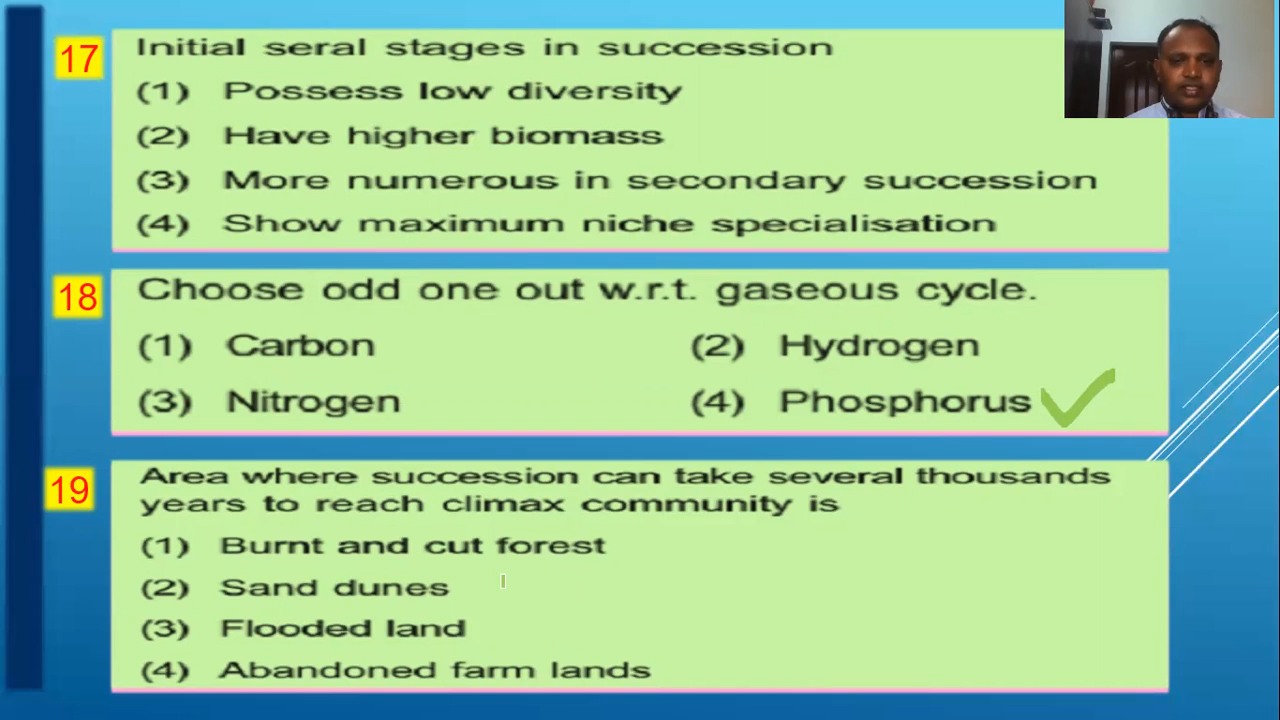 17
Initial seral stages in succession
(1) Possess low diversity
(2) Have higher biomass
(3) More numerous in secondary succession
(4) Show maximum niche specialisation
18
Choose odd one out w.r.t. gaseous cycle.
(1) Carbon (2) Hydrogen
(3) Nitrogen (4) Phosphorus
19
Area where succession can take several thousands
years to reach climax community is
(1) Burnt and cut forest
(2) Sand dunes
(3) Flooded land
(4) Abandoned farm lands